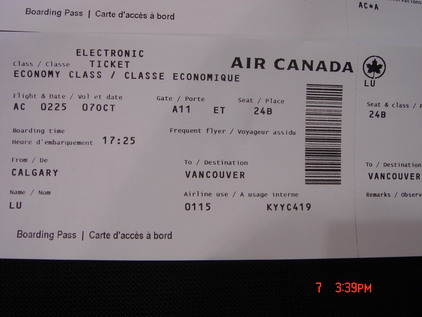 Boarding Pass | Carte d'accès à bord
AC*A
ELECTRONIC
Class / Classe TICKET
ECONOMY CLASS / CLASSE ECONOMIQUE
AIR CANADA
LU
Flight & Date / Vol et date
AC 0225 07OCT
Gate / Porte
A11 ET
Seat / Place
24B
Seat & class /
24B
Boarding time
Heure d'embarquement 17:25
Frequent flyer / Voyageur assidu
From / De
CALGARY
To / Destination
VANCOUVER
To / Destination
VANCOUVER
Name / Nom
LU
Airline use / A usage interne
0115 KYYC419
Remarks / Observ
Boarding Pass | Carte d'accès à bord
7 3:39PM